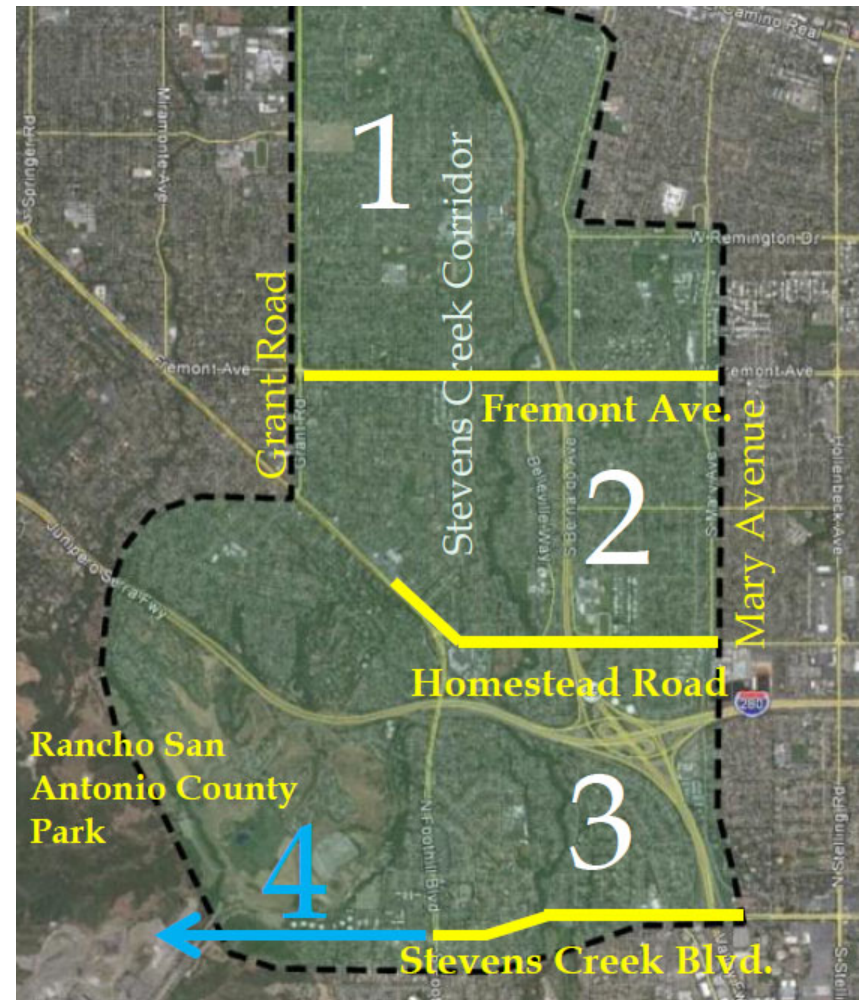 El Camino Real
1
Springer Rd
Miramonte Ave
Stevens Creek Corridor
W Remington Dr
Grant Road
Fremont Ave
Fremont Ave
Fremont Ave.
Grant Rd
Belleville Way
S Bernardo Ave
2
S Mary Ave
Mary Avenue
Hollenbeck Ave
Junipero Serra Fwy
Homestead Road
280
Rancho San
Antonio County
Park
3
4
N Foothill Blvd
N Stelling Rd
Stevens Creek Blvd.